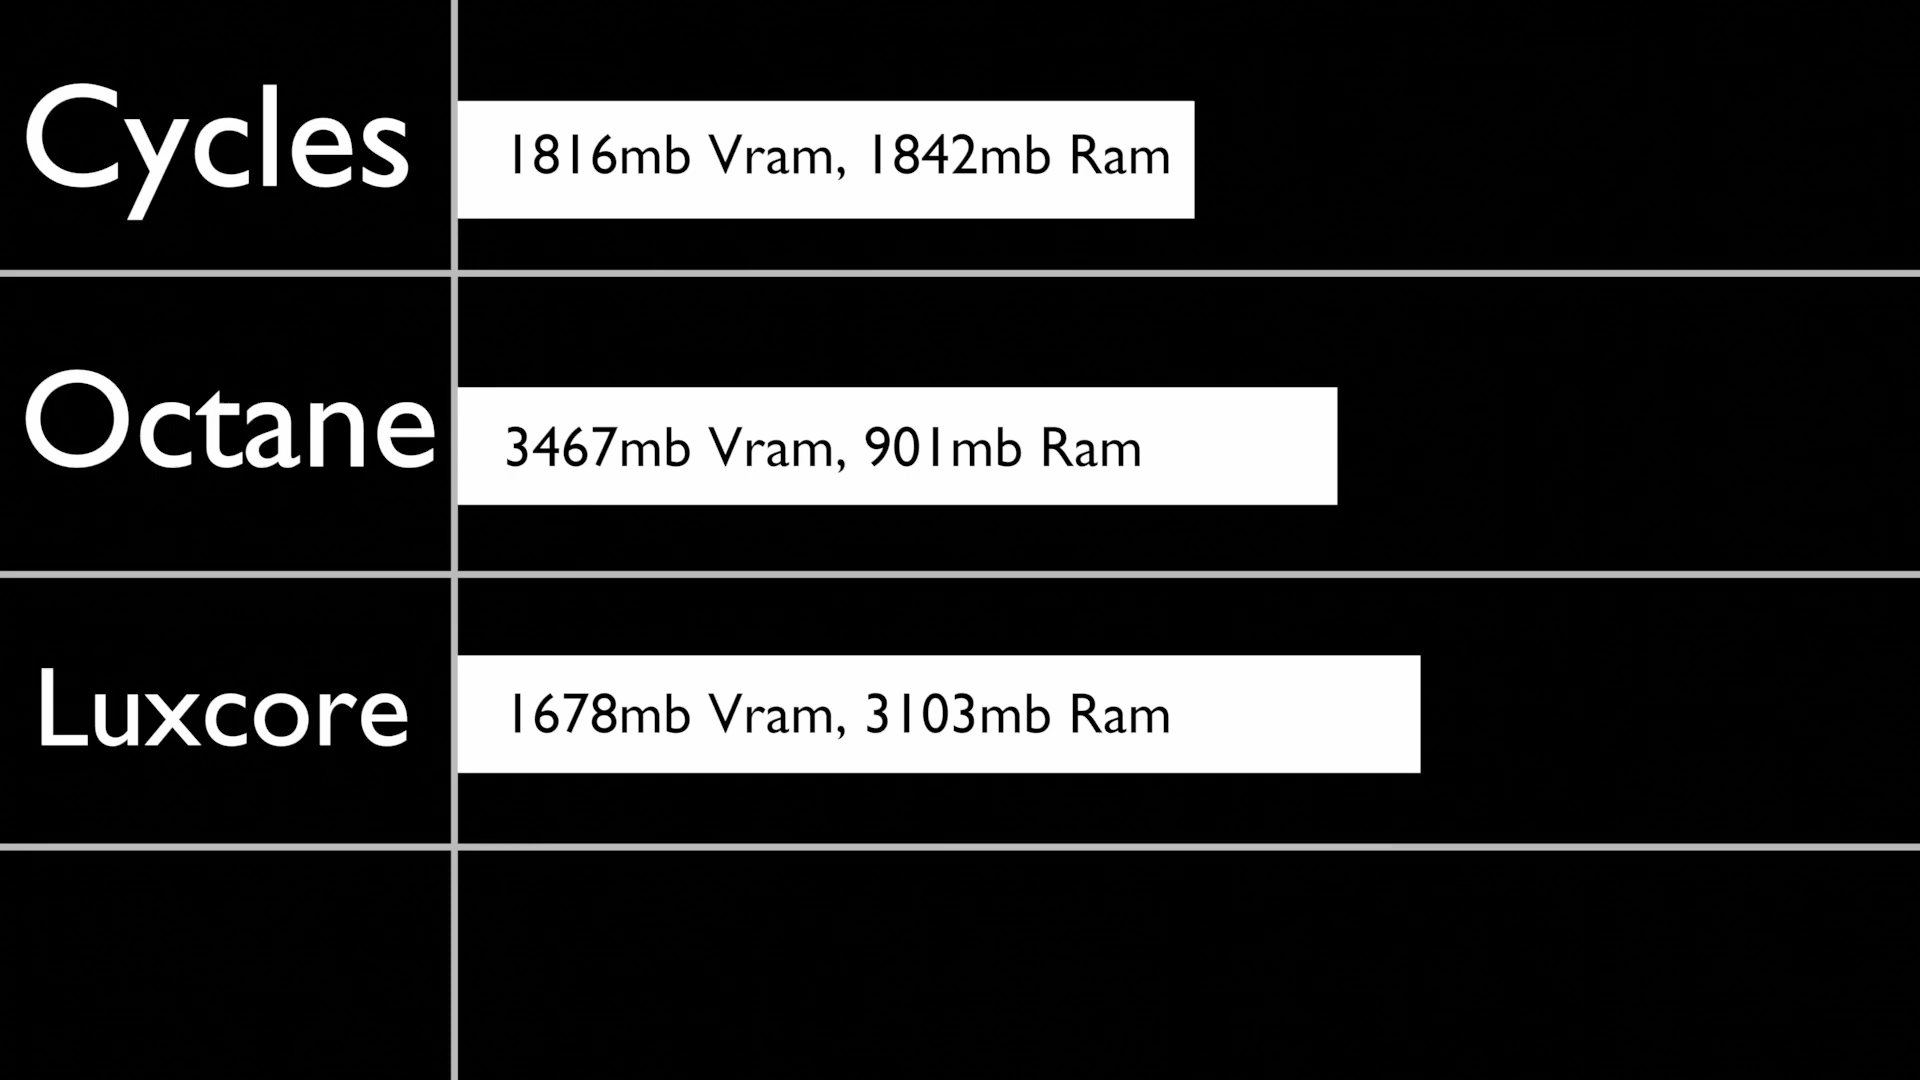 Cycles
1816mb Vram, 1842mb Ram
Octane
3467mb Vram, 901mb Ram
Luxcore
1678mb Vram, 3103mb Ram